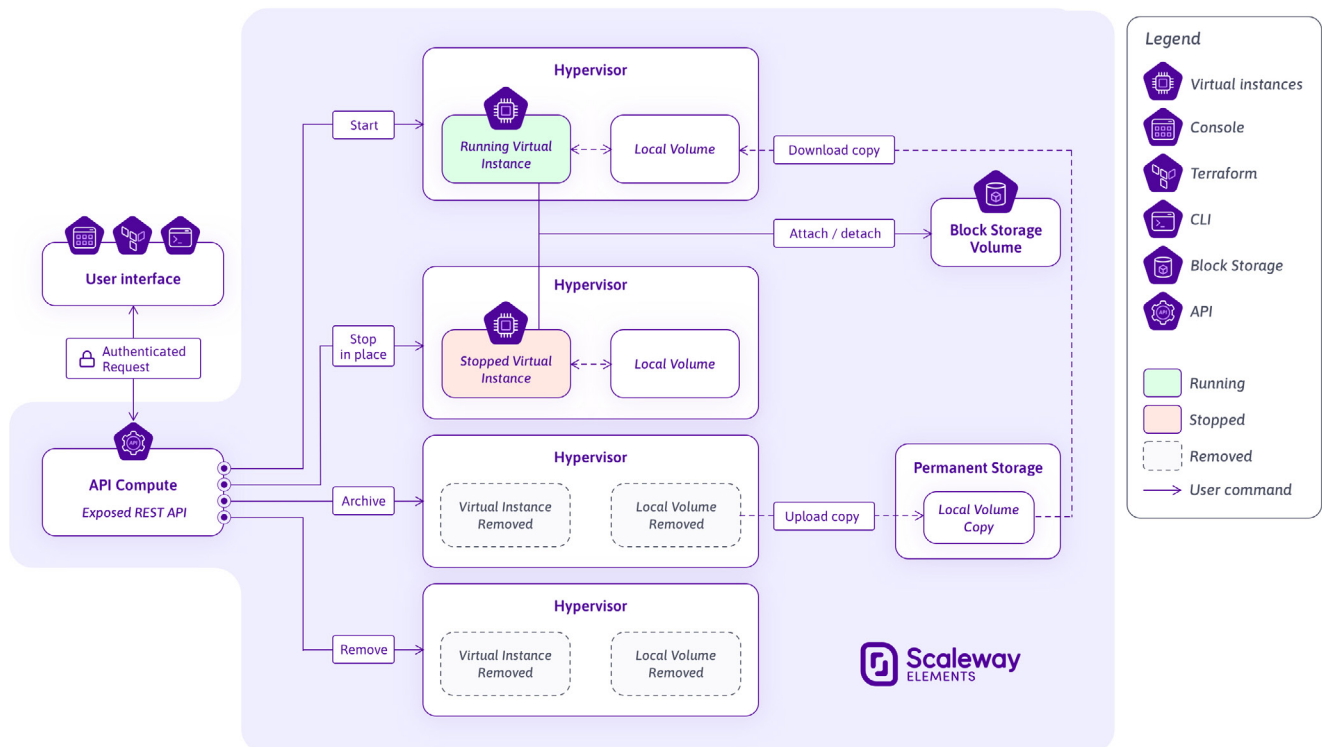 Hypervisor
Start
Running Virtual
Instance
Local Volume
Download copy
Attach / detach
Block Storage
Volume
User interface
Authenticated
Request
Hypervisor
Stop
in place
Stopped Virtual
Instance
Local Volume
API
API Compute
Exposed REST API
Hypervisor
Archive
Virtual Instance
Removed
Local Volume
Removed
Upload copy
Permanent Storage
Local Volume
Copy
Hypervisor
Remove
Virtual Instance
Removed
Local Volume
Removed
Scaleway
ELEMENTS
Legend
Virtual instances
Console
Terraform
CLI
Block Storage
API
API
Running
Stopped
Removed
User command